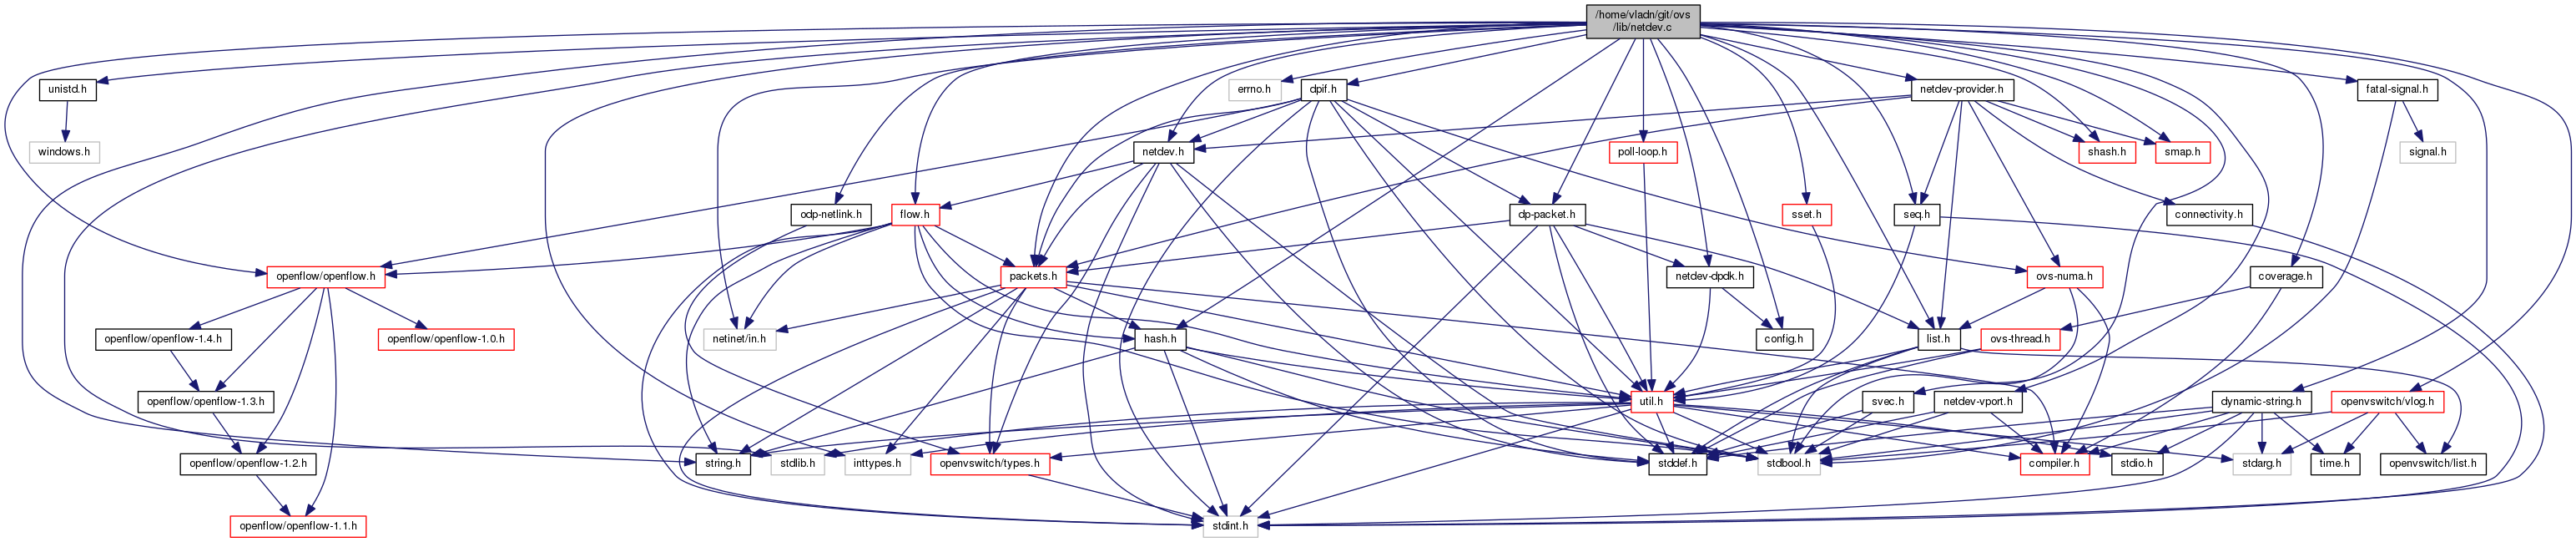 /home/vladn/git/ovs
/lib/netdev.c
unistd.h
errno.h
dpif.h
netdev-provider.h
fatal-signal.h
windows.h
netdev.h
poll-loop.h
shash.h
smap.h
signal.h
odp-netlink.h
flow.h
dp-packet.h
sset.h
seq.h
connectivity.h
openflow/openflow.h
packets.h
netdev-dpdk.h
ovs-numa.h
coverage.h
openflow/openflow-1.4.h
openflow/openflow-1.0.h
netinet/in.h
hash.h
config.h
list.h
ovs-thread.h
openflow/openflow-1.3.h
util.h
svec.h
netdev-vport.h
dynamic-string.h
openvswitch/vlog.h
openflow/openflow-1.2.h
string.h
stdlib.h
inttypes.h
openvswitch/types.h
stddef.h
stdbool.h
compiler.h
stdio.h
stdarg.h
time.h
openvswitch/list.h
openflow/openflow-1.1.h
stdint.h